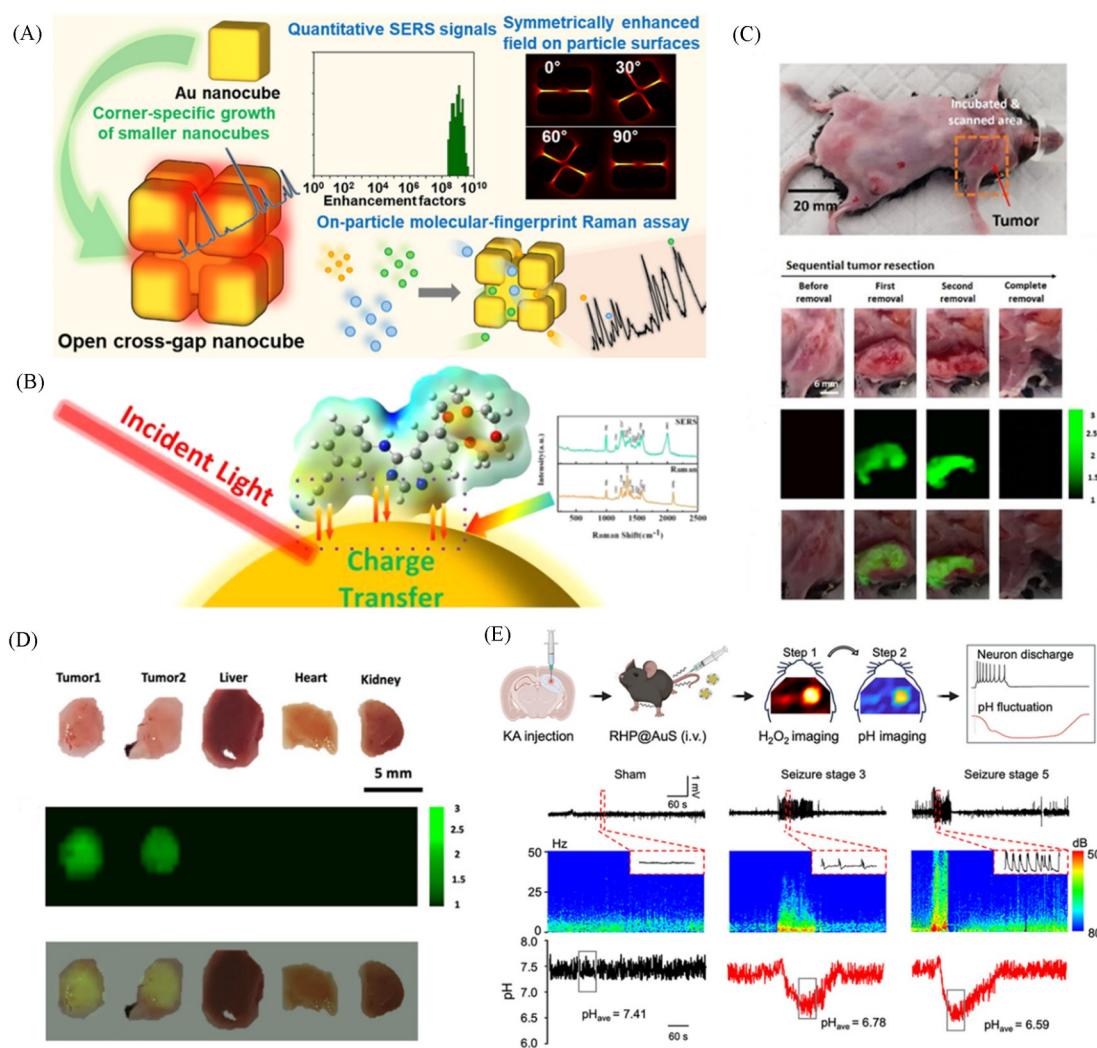 (A)
Quantitative SERS signals
Symmetrically enhanced
field on particle surfaces
Au nanocube
Corner-specific growth
of smaller nanocubes
10⁰ 10² 10⁴ 10⁶ 10⁸ 10¹⁰
Enhancement factors
0°
30°
60°
90°
On-particle molecular-fingerprint Raman assay
Open cross-gap nanocube
(B)
Incident Light
Charge
Transfer
SERS
Raman
Intensity(a.u.)
500 1000 1500 2000 2500
Raman Shift(cm⁻¹)
(C)
Incubated &
scanned area
20 mm
Tumor
Sequential tumor resection
Before
removal
First
removal
Second
removal
Complete
removal
6 mm
3
2.5
2
1.5
1
(D)
Tumor1
Tumor2
Liver
Heart
Kidney
5 mm
3
2.5
2
1.5
1
(E)
KA injection
RHP@AuS (i.v.)
Step 1
Step 2
H₂O₂ imaging
pH imaging
Neuron discharge
pH fluctuation
Sham
1 mV
60 s
Seizure stage 3
Seizure stage 5
Hz
50
25
0
dB
50
80
8.0
7.5
7.0
6.5
6.0
pH
pHave = 7.41
60 s
pHave = 6.78
pHave = 6.59